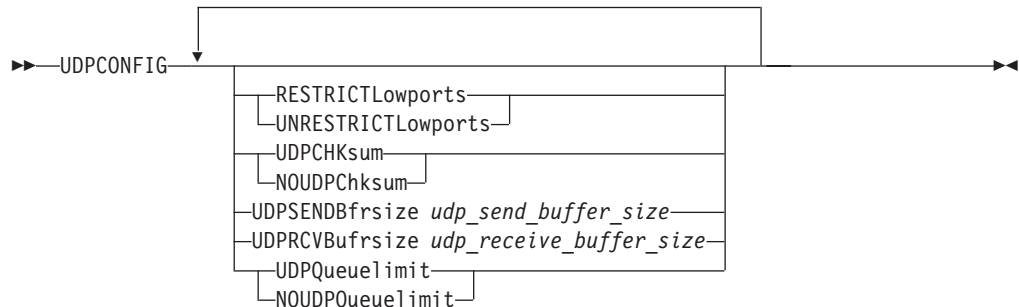 UDPCONFIG
RESTRICTLowports
UNRESTRICTLowports
UDPCHKsum
NOUDPChksum
UDPSENDBfrsize udp_send_buffer_size
UDPRCVBufrsize udp_receive_buffer_size
UDPQueuelimit
NOUDPQueuelimit